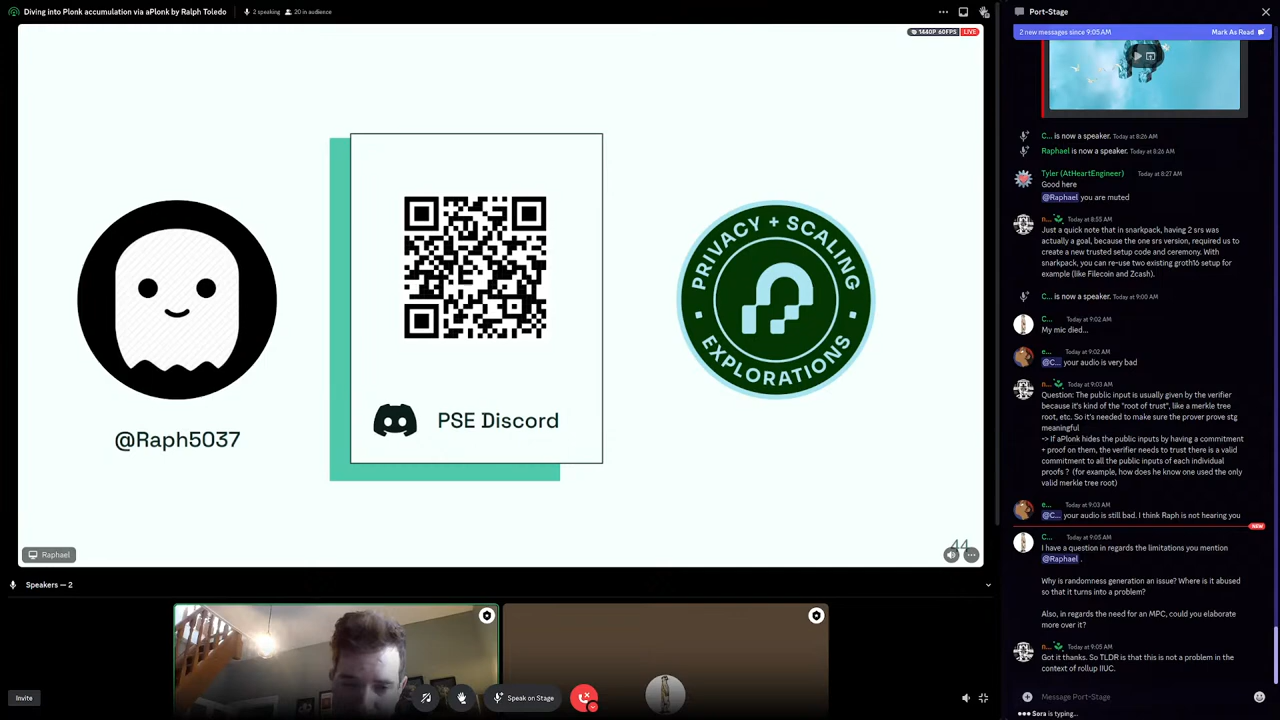 Diving into Plonk accumulation via aPlonk by Ralph Toledo
2 speaking
20 in audience
1440P 60FPS
LIVE
@Raph5037
PSE Discord
PRIVACY + SCALING
EXPLORATIONS
44
Raphael
Speakers — 2
Invite
Speak on Stage
Port-Stage
2 new messages since 9:05 AM
Mark As Read
C... is now a speaker. Today at 8:26 AM
Raphael is now a speaker. Today at 8:26 AM
Tyler (AtHeartEngineer) Today at 8:27 AM
Good here
@Raphael you are muted
n... Today at 8:55 AM
Just a quick note that in snarkpack, having 2 srs was
actually a goal, because the one srs version, required us to
create a new trusted setup code and ceremony. With
snarkpack, you can re-use two existing groth16 setup for
example (like Filecoin and Zcash).
C... is now a speaker. Today at 9:00 AM
C... Today at 9:02 AM
My mic died...
e... Today at 9:02 AM
@C... your audio is very bad
n... Today at 9:03 AM
Question: The public input is usually given by the verifier
because it's kind of the "root of trust", like a merkle tree
root, etc. So it's needed to make sure the prover prove stg
meaningful
-> If aPlonk hides the public inputs by having a commitment
+ proof on them, the verifier needs to trust there is a valid
commitment to all the public inputs of each individual
proofs ? (for example, how does he know one used the only
valid merkle tree root)
e... Today at 9:03 AM
@C... your audio is still bad. I think Raph is not hearing you
NEW
C... Today at 9:05 AM
I have a question in regards the limitations you mention
@Raphael .
Why is randomness generation an issue? Where is it abused
so that it turns into a problem?
Also, in regards the need for an MPC, could you elaborate
more over it?
n... Today at 9:05 AM
Got it thanks. So TLDR is that this is not a problem in the
context of rollup IIUC.
Message Port-Stage
Sora is typing...